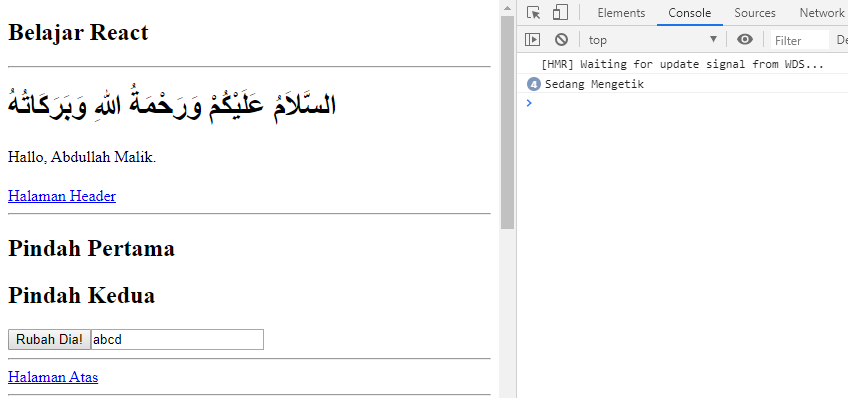 Belajar React
السَّلاَمُ عَلَيْكُمْ وَرَحْمَةُ اللهِ وَبَرَكَاتُهُ
Hallo, Abdullah Malik.
Halaman Header
Pindah Pertama
Pindah Kedua
Rubah Dia! abcd
Halaman Atas
Elements Console Sources Network
top Filter De
[HMR] Waiting for update signal from WDS...
4 Sedang Mengetik